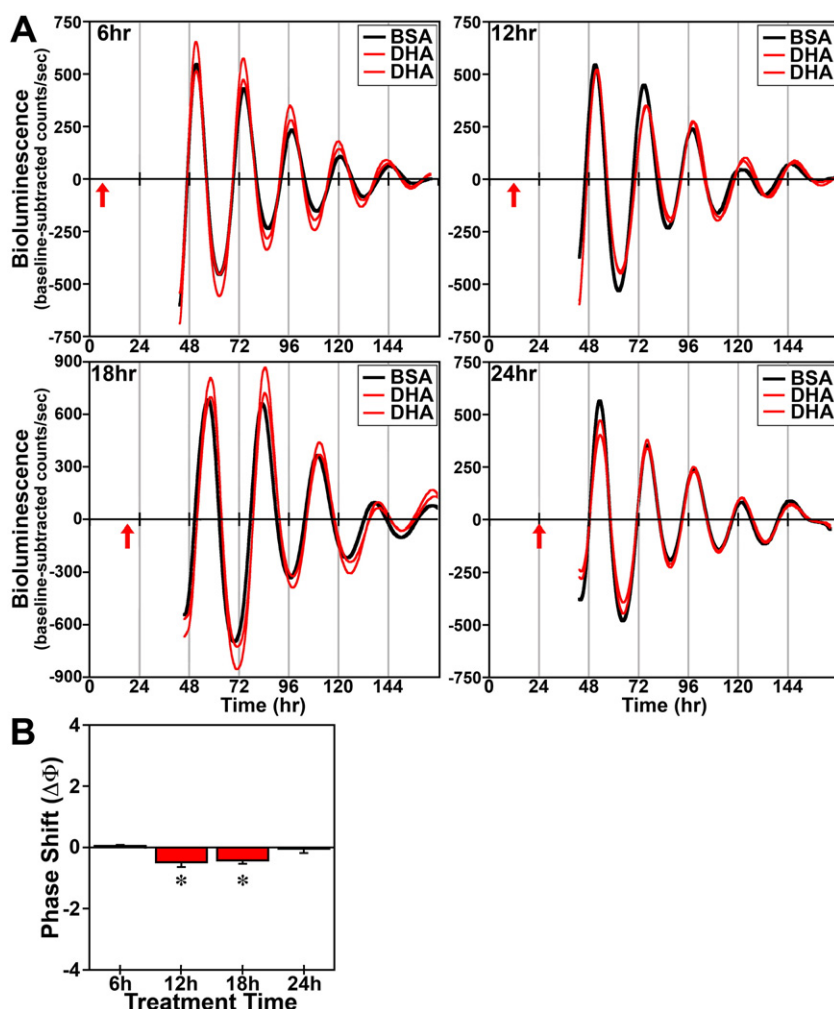 A
6hr
BSA
DHA
DHA
750
500
250
0
-250
-500
-750
0 24 48 72 96 120 144
Bioluminescence
(baseline-subtracted counts/sec)
12hr
BSA
DHA
DHA
750
500
250
0
-250
-500
-750
0 24 48 72 96 120 144
18hr
BSA
DHA
DHA
900
600
300
0
-300
-600
-900
0 24 48 72 96 120 144
Bioluminescence
(baseline-subtracted counts/sec)
Time (hr)
24hr
BSA
DHA
DHA
750
500
250
0
-250
-500
-750
0 24 48 72 96 120 144
Time (hr)
B
4
2
0
-2
-4
Phase Shift (ΔΦ)
* *
6h 12h 18h 24h
Treatment Time